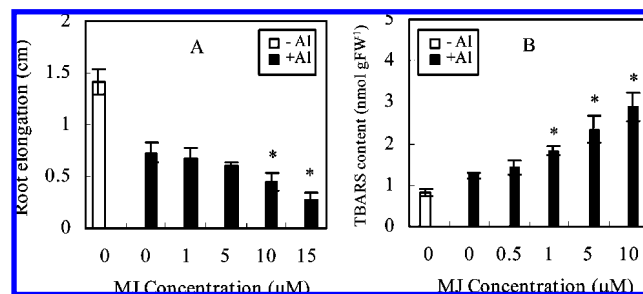 A
- Al
+Al
Root elongation (cm)
2
1.5
1
0.5
0
* *
0 0 1 5 10 15
MJ Concentration (μM)
B
- Al
+Al
TBARS content (nmol gFW-1)
5
4
3
2
1
0
* * *
0 0 0.5 1 5 10
MJ Concentration (μM)